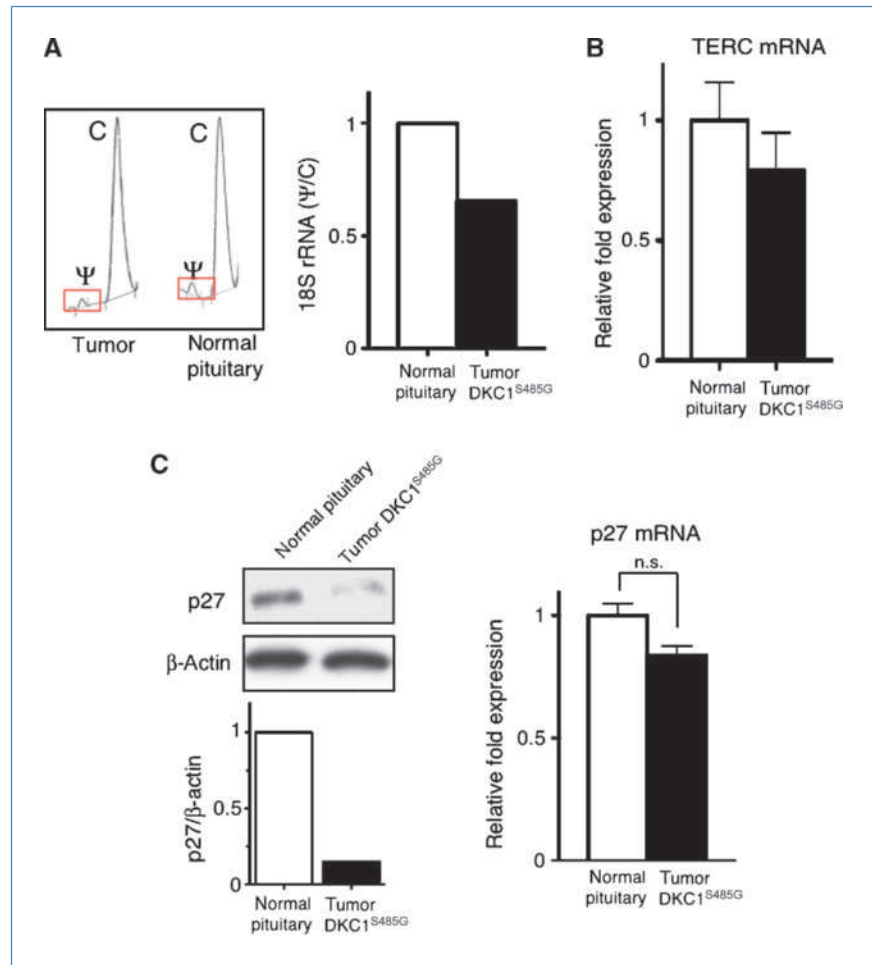 A
C
C
Ψ
Ψ
Tumor
Normal
pituitary
18S rRNA (Ψ/C)
1
0.5
0
Normal
pituitary
Tumor
DKC1S485G
B
TERC mRNA
Relative fold expression
1
0.5
0
Normal
pituitary
Tumor
DKC1S485G
C
Normal pituitary
Tumor DKC1S485G
p27
β-Actin
p27/β-actin
1
0.5
0
Normal
pituitary
Tumor
DKC1S485G
p27 mRNA
n.s.
Relative fold expression
1
0.5
0
Normal
pituitary
Tumor
DKC1S485G